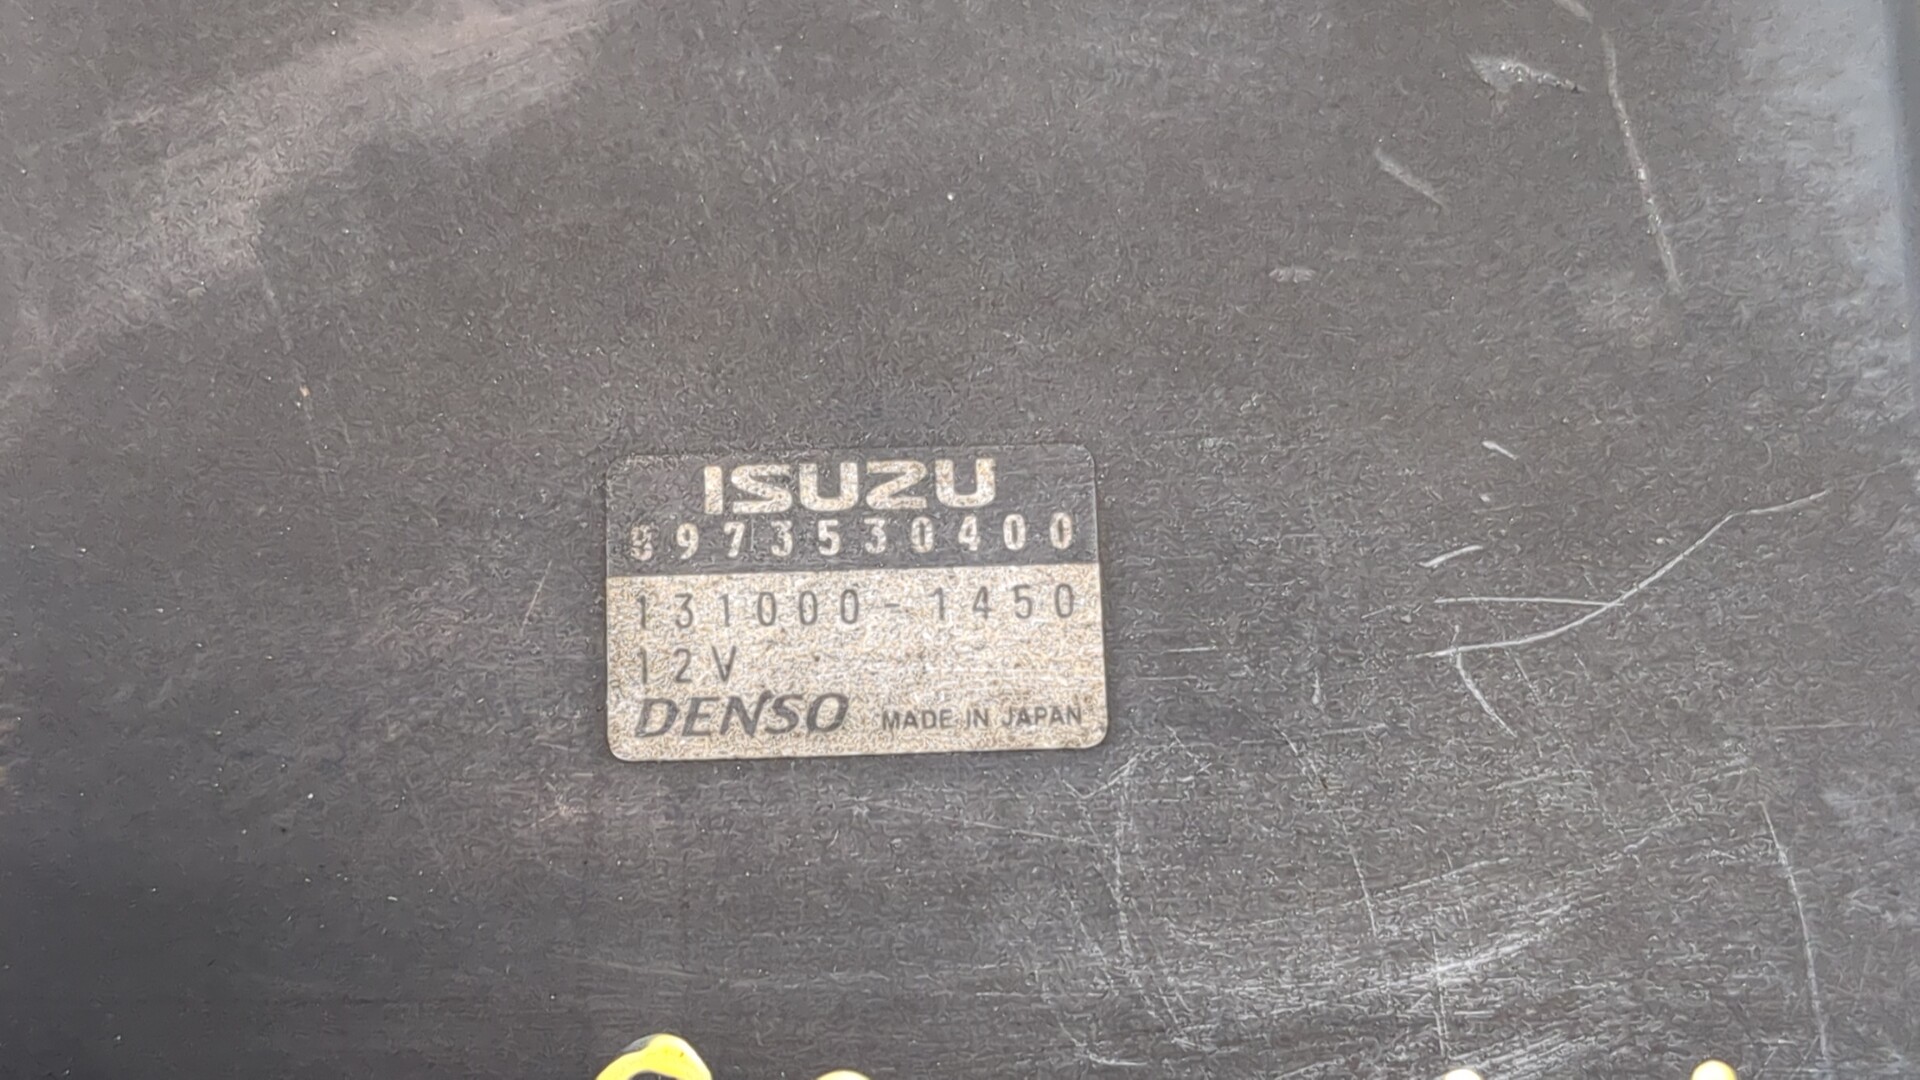 ISUZU
8973530400
131000-1450
12V
DENSO MADE IN JAPAN